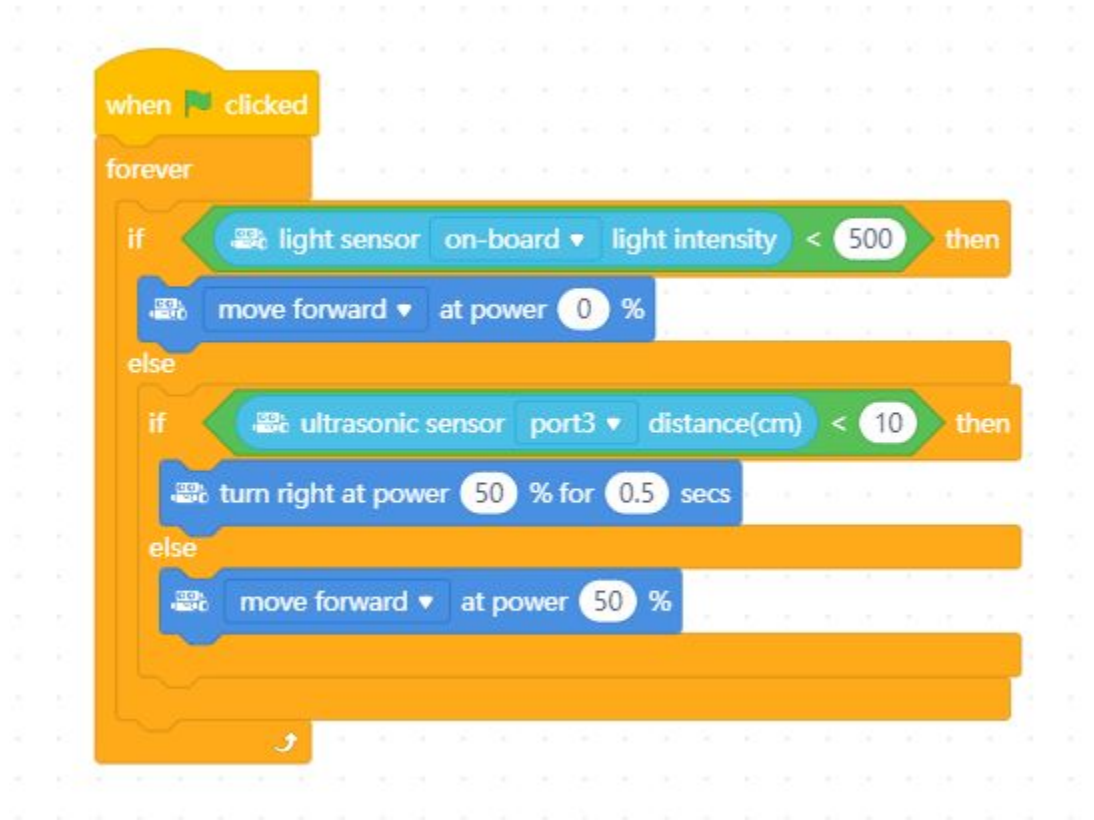 when clicked
forever
if light sensor on-board light intensity < 500 then
move forward at power 0 %
else
if ultrasonic sensor port3 distance(cm) < 10 then
turn right at power 50 % for 0.5 secs
else
move forward at power 50 %